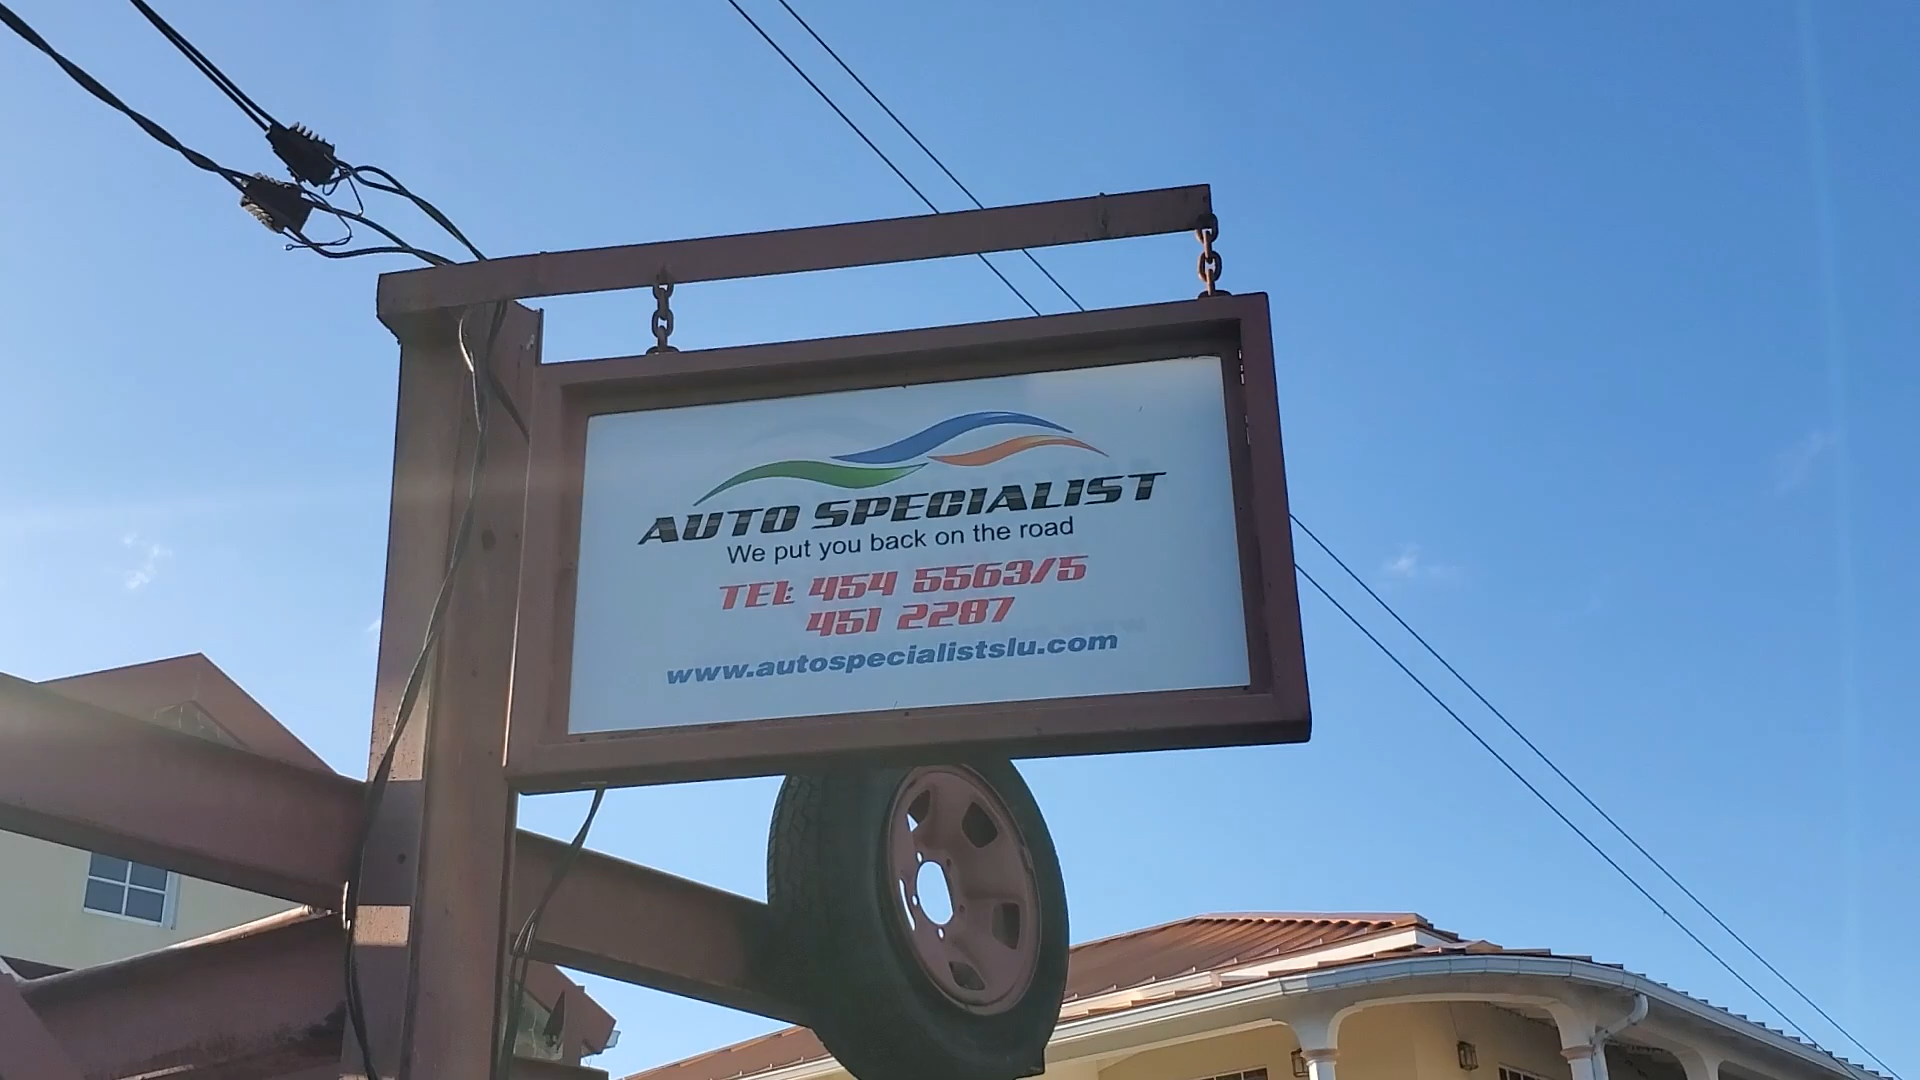 AUTO SPECIALIST
We put you back on the road
TEL: 454 5563/5
451 2287
www.autospecialistslu.com